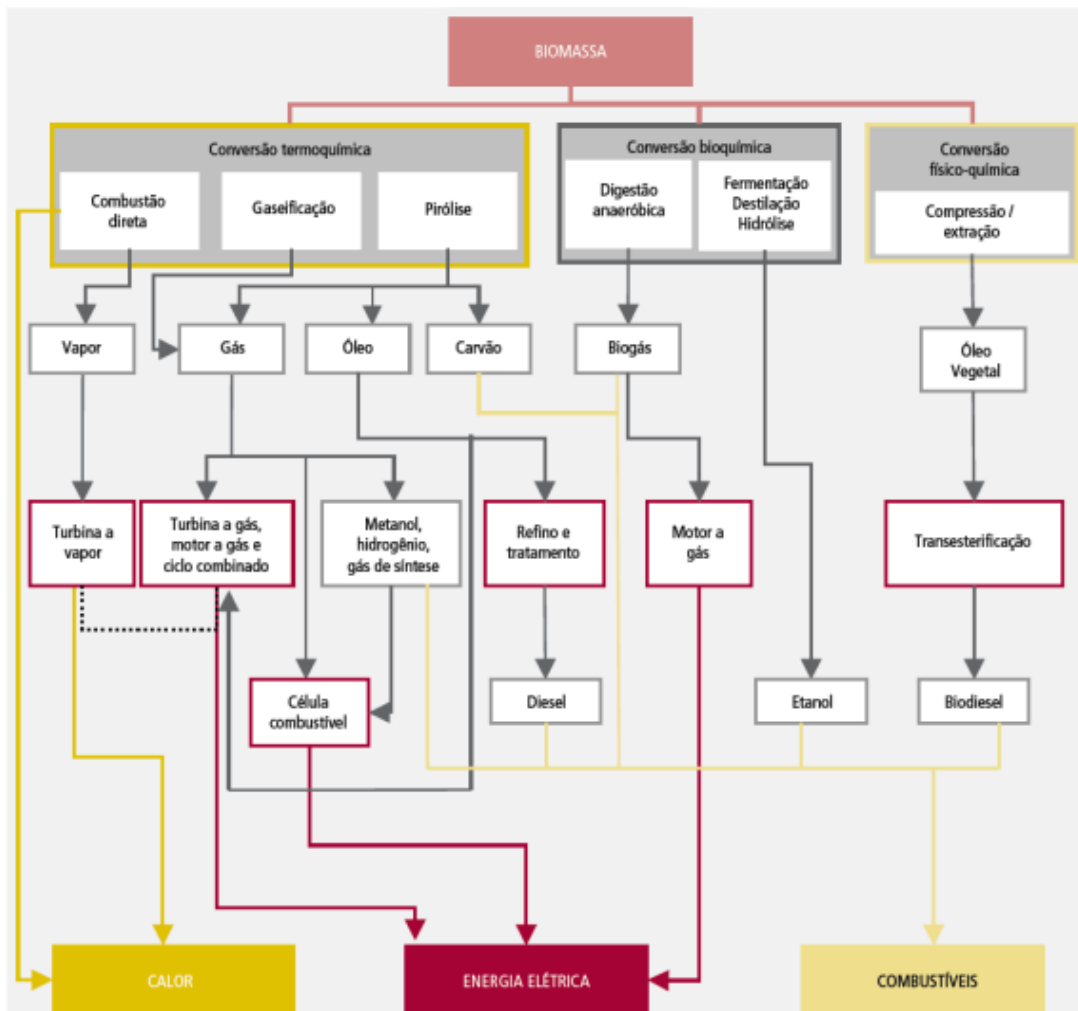 BIOMASSA
Conversão termoquímica
Combustão
direta
Gaseificação
Pirólise
Conversão bioquímica
Digestão
anaeróbica
Fermentação
Destilação
Hidrólise
Conversão
físico-química
Compressão /
extração
Vapor
Gás
Óleo
Carvão
Biogás
Óleo
Vegetal
Turbina a
vapor
Turbina a gás,
motor a gás e
ciclo combinado
Metanol,
hidrogênio,
gás de síntese
Refino e
tratamento
Motor a
gás
Transesterificação
Célula
combustível
Diesel
Etanol
Biodiesel
CALOR
ENERGIA ELÉTRICA
COMBUSTÍVEIS